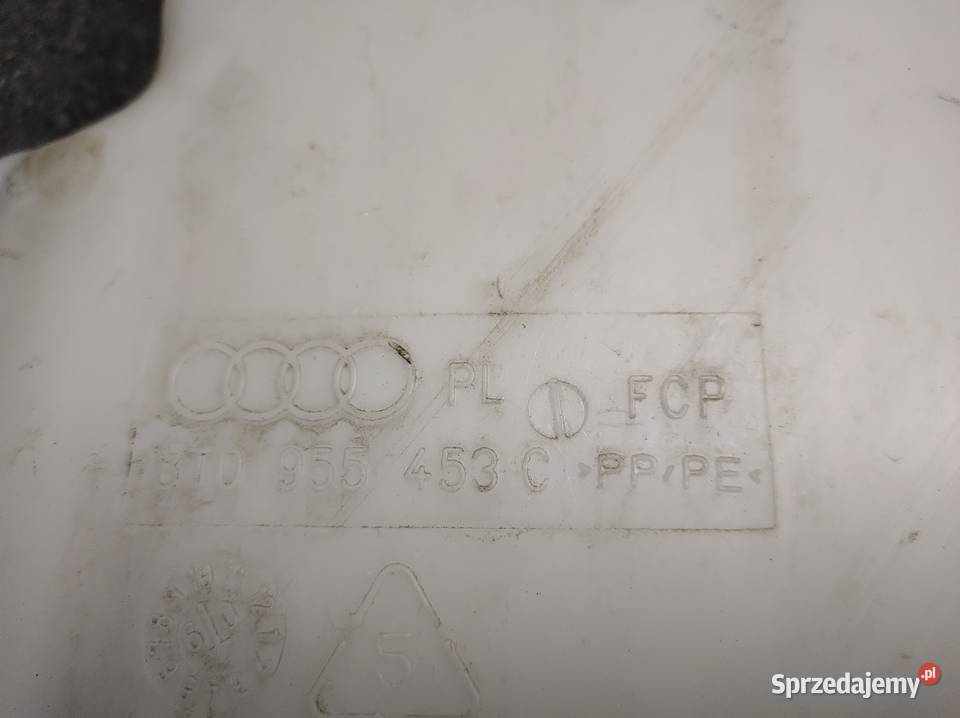 PL FCP
8T0 955 453 C >PP/PE<
5
Sprzedajemy.pl